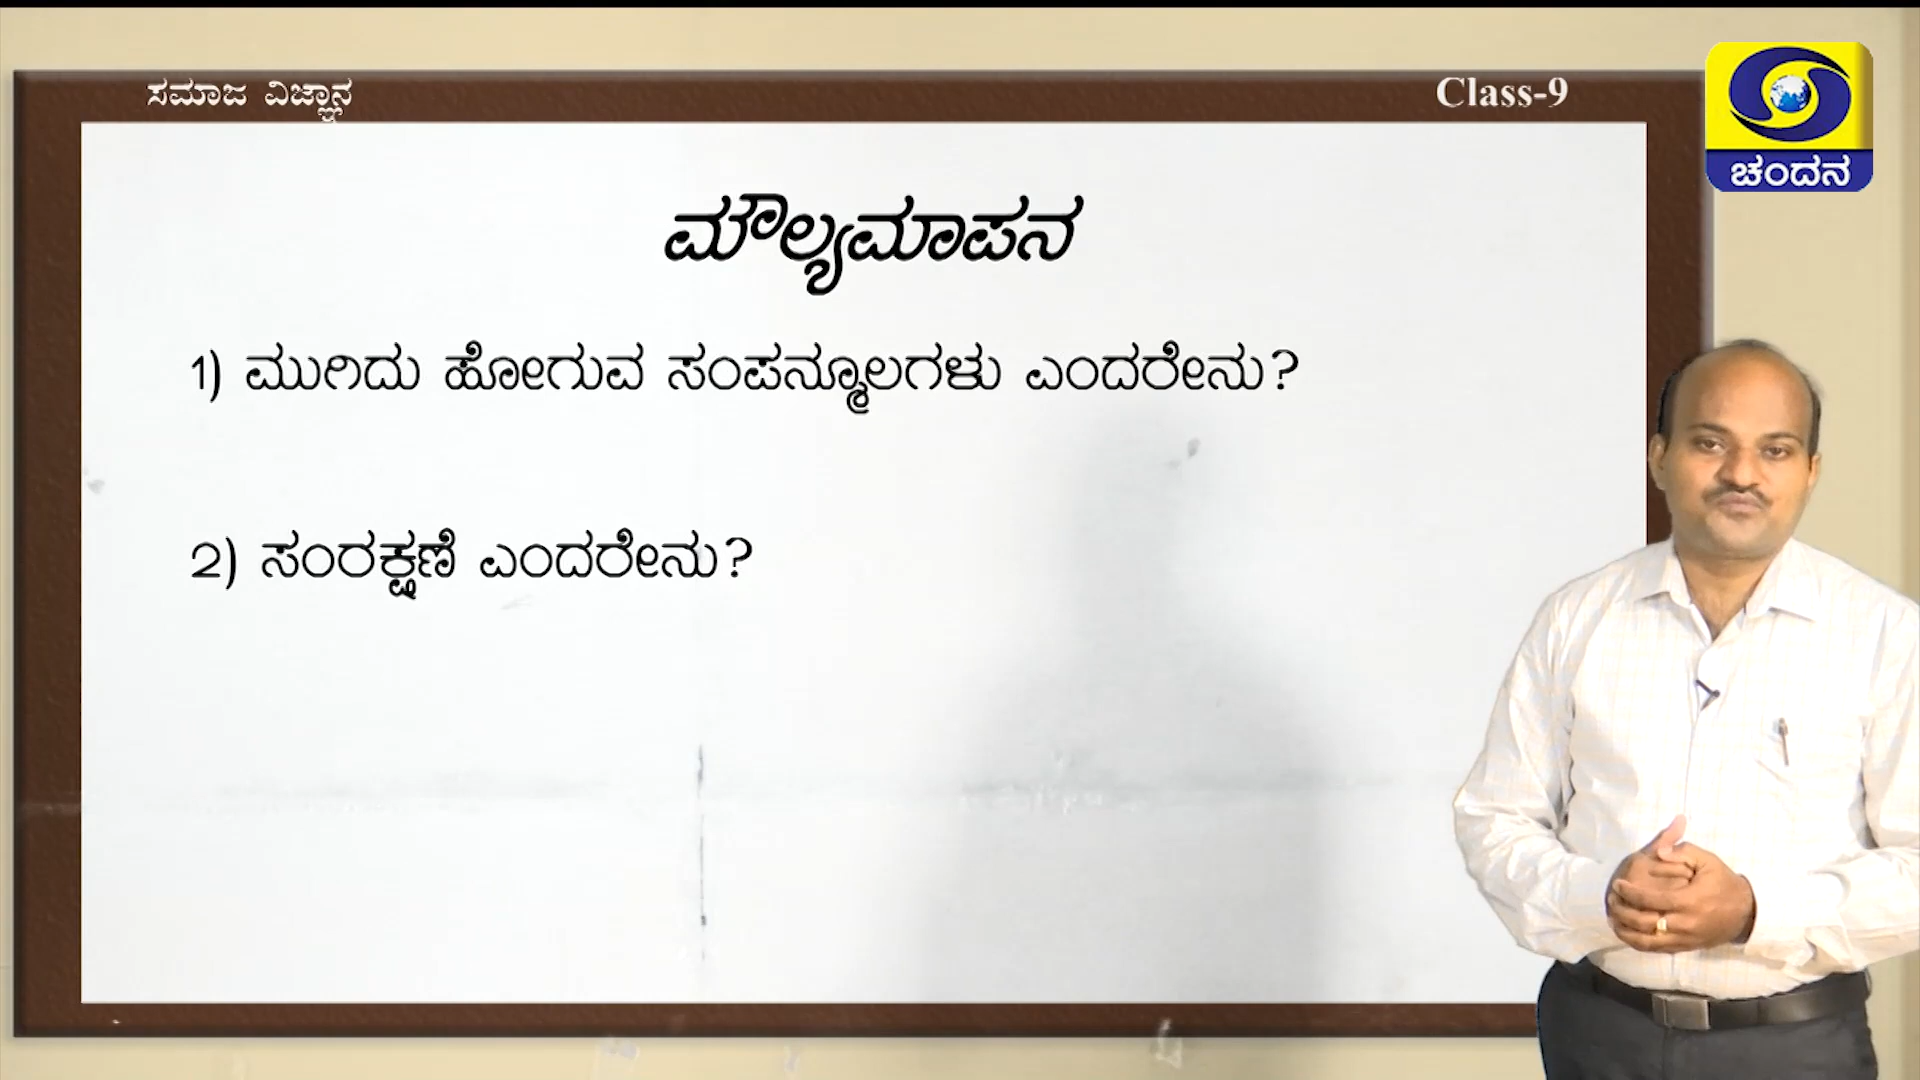 ಸಮಾಜ ವಿಜ್ಞಾನ
Class-9
ಚಂದನ
ಮೌಲ್ಯಮಾಪನ
1) ಮುಗಿದು ಹೋಗುವ ಸಂಪನ್ಮೂಲಗಳು ಎಂದರೇನು?
2) ಸಂರಕ್ಷಣೆ ಎಂದರೇನು?